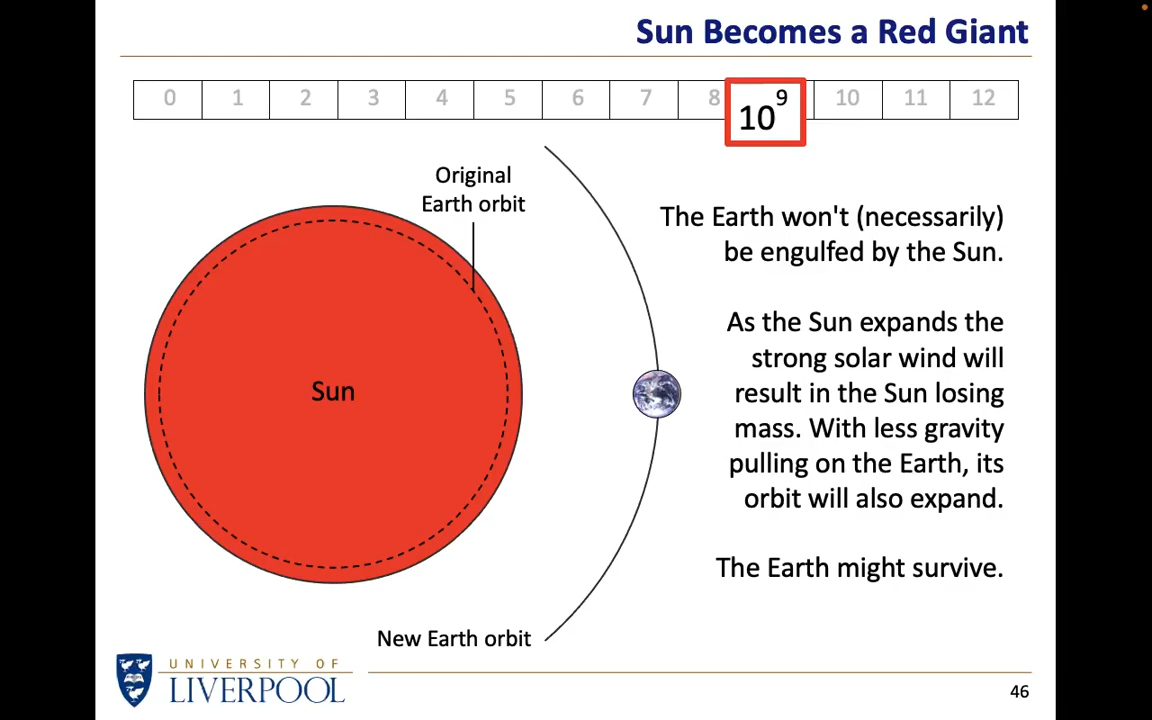 Sun Becomes a Red Giant
0 1 2 3 4 5 6 7 8 10⁹ 10 11 12
Original
Earth orbit
Sun
The Earth won't (necessarily)
be engulfed by the Sun.
As the Sun expands the
strong solar wind will
result in the Sun losing
mass. With less gravity
pulling on the Earth, its
orbit will also expand.
The Earth might survive.
New Earth orbit
UNIVERSITY OF
LIVERPOOL
46